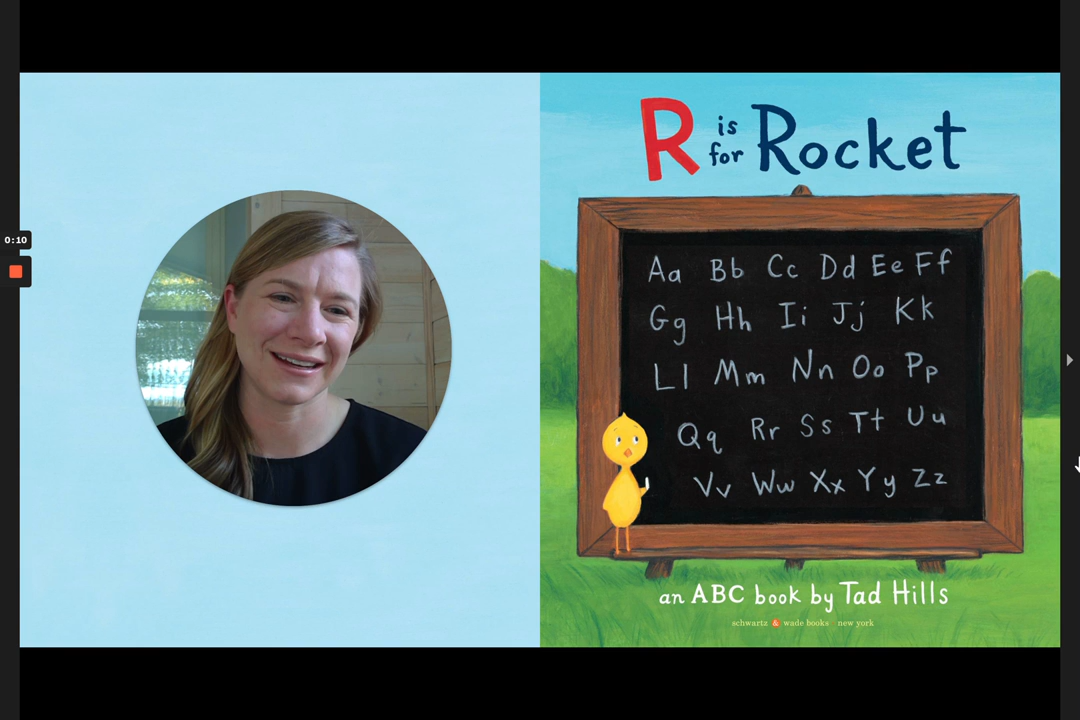 0:10
R is for Rocket
Aa Bb Cc Dd Ee Ff
Gg Hh Ii Jj Kk
Ll Mm Nn Oo Pp
Qq Rr Ss Tt Uu
Vv Ww Xx Yy Zz
an ABC book by Tad Hills
schwartz & wade books new york